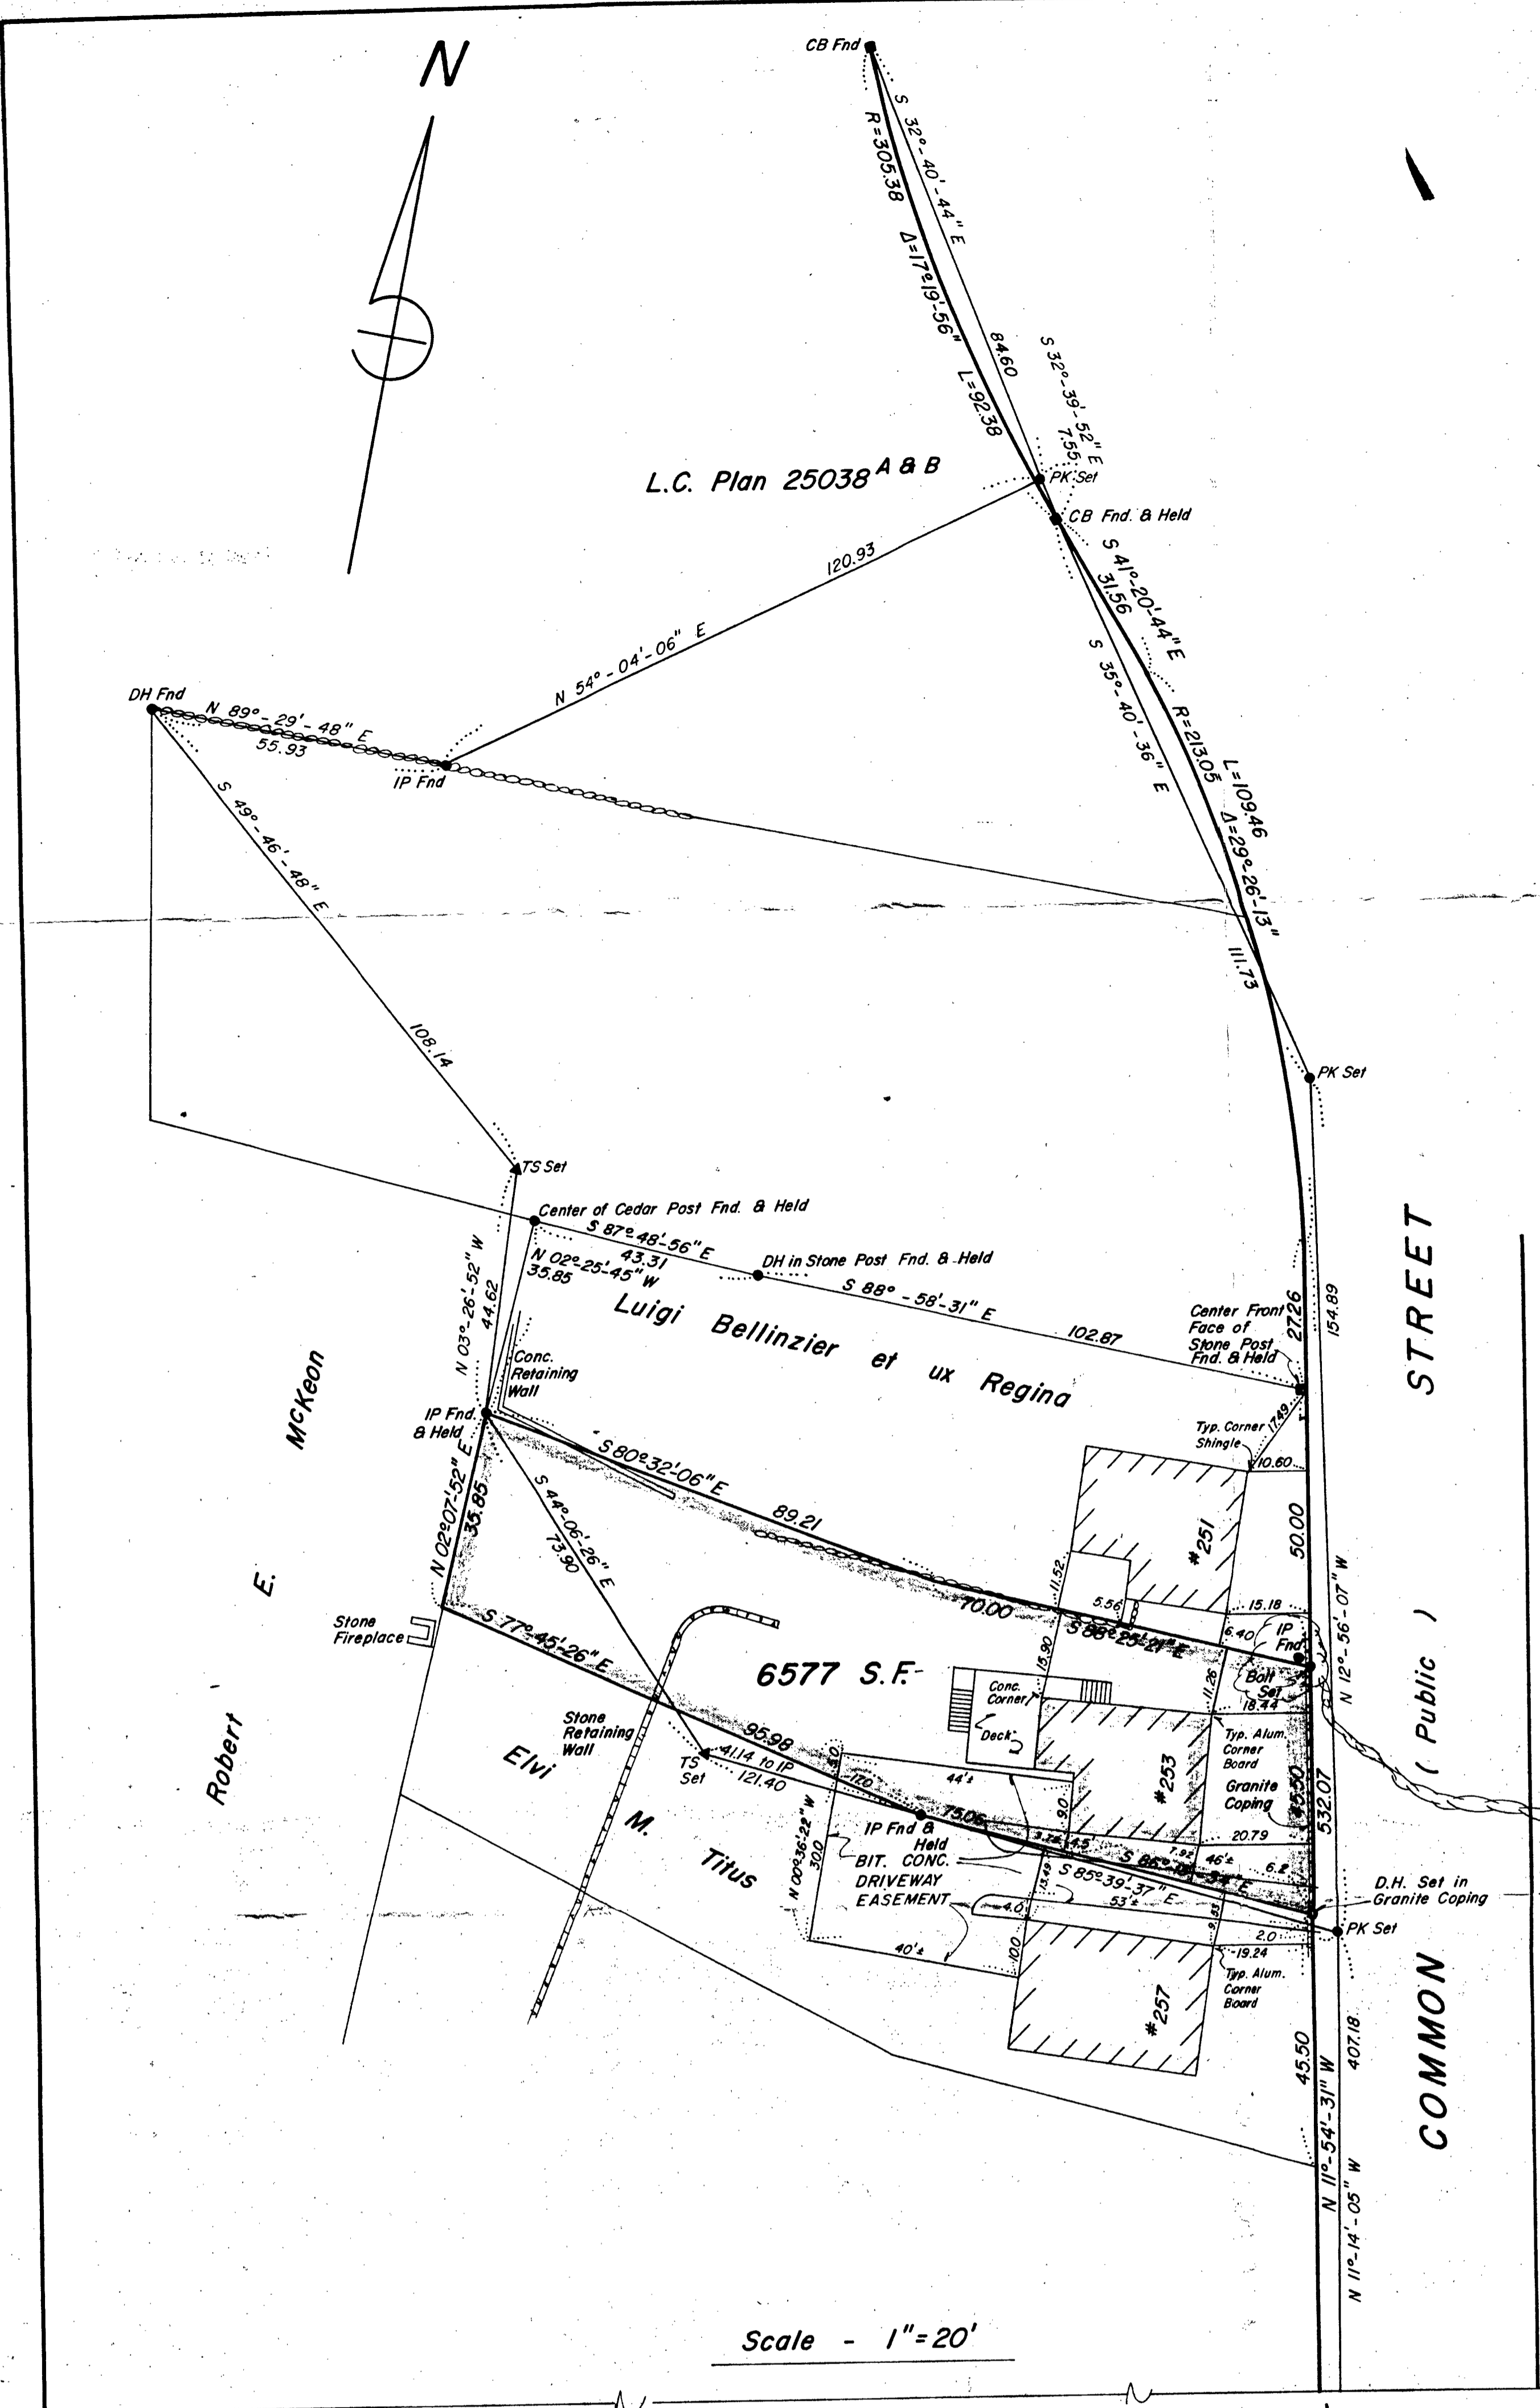 N
CB Fnd
S 32°-40'-44" E
R=305.38 Δ=17°-19'-56" L=92.38
84.60
S 32°-39'-52" E
7.55
PK Set
L.C. Plan 25038 A & B
CB Fnd. & Held
120.93
N 54°-04'-06" E
S 41°-20'-44" E
31.56
S 35°-40'-36" E
DH Fnd
N 89°-29'-48" E
55.93
IP Fnd
R=213.05
L=109.46
Δ=29°-26'-13"
S 49°-46'-48" E
108.14
111.73
PK Set
TS Set
Center of Cedar Post Fnd. & Held
S 87°-48'-56" E
43.31
DH in Stone Post Fnd. & Held
N 02°-25'-45" W
35.85
N 03°-26'-52" W
44.62
S 88°-58'-31" E
102.87
Luigi Bellinzier et ux Regina
Center Front
Face of
Stone Post
Fnd. & Held
27.26
154.89
STREET
Conc.
Retaining
Wall
IP Fnd.
& Held
Typ. Corner
Shingle
17.49
10.60
Robert E. McKeon
N 02°07'-52" E
35.85
S 80°-32'-06" E
89.21
S 44°-06'-26" E
73.90
#251
50.00
11.52
5.56
70.00
S 88°-25'-21" E
15.18
6.40
IP
Fnd
Bolt
Set
N 12°-56'-07" W
( Public )
Stone
Fireplace
S 77°-45'-26" E
95.98
6577 S.F.
15.90
11.26
18.44
Conc.
Corner
Deck
Typ. Alum.
Corner
Board
Granite
Coping
45.50
532.07
Stone
Retaining
Wall
TS
Set
41.14 to IP
121.40
Elvi M. Titus
44'±
9.0
#253
20.79
75.06
IP Fnd &
Held
4.5
7.92
46'±
6.2
N 00°-36'-22" W
30.0
BIT. CONC.
DRIVEWAY
EASEMENT
13.49
S 85°-39'-37" E
53'±
4.0
9.53
2.0
D.H. Set in
Granite Coping
PK Set
40'±
10.0
19.24
Typ. Alum.
Corner
Board
#257
45.50
N 11°-54'-31" W
407.18
N 11°-14'-05" W
COMMON
Scale - 1"=20'